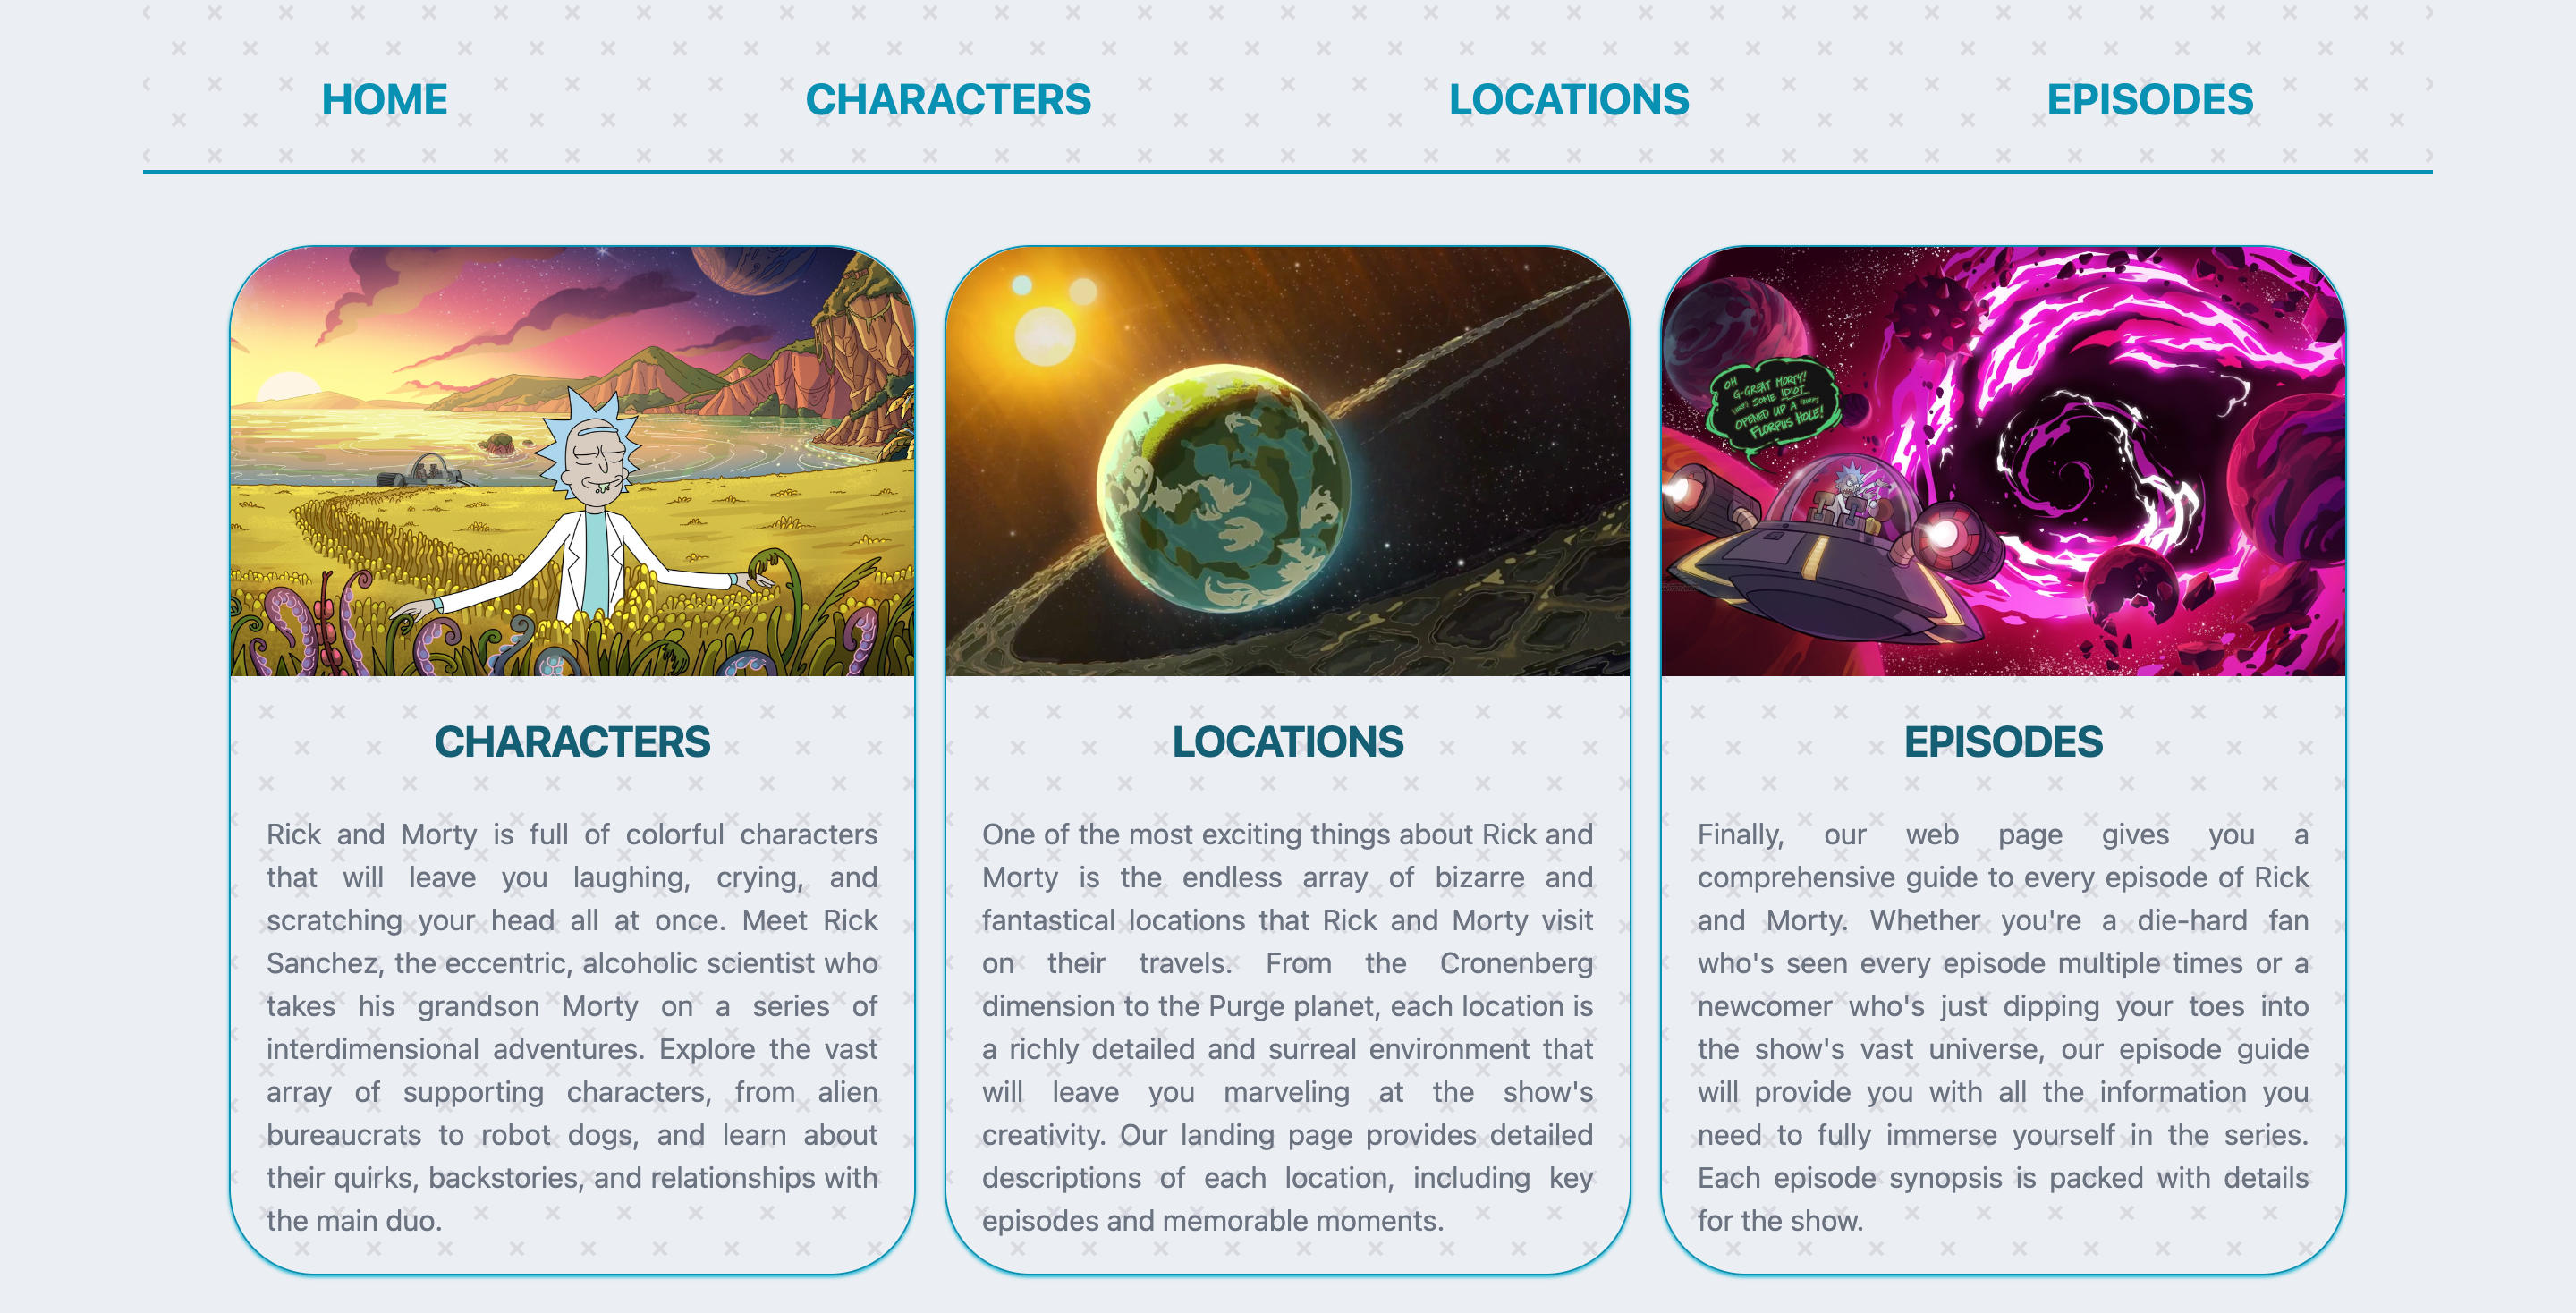 HOME CHARACTERS LOCATIONS EPISODES
OH
G-GREAT MORTY!
SOME IDIOT
OPENED UP A
FLORPUS HOLE!
CHARACTERS
Rick and Morty is full of colorful characters
that will leave you laughing, crying, and
scratching your head all at once. Meet Rick
Sanchez, the eccentric, alcoholic scientist who
takes his grandson Morty on a series of
interdimensional adventures. Explore the vast
array of supporting characters, from alien
bureaucrats to robot dogs, and learn about
their quirks, backstories, and relationships with
the main duo.
LOCATIONS
One of the most exciting things about Rick and
Morty is the endless array of bizarre and
fantastical locations that Rick and Morty visit
on their travels. From the Cronenberg
dimension to the Purge planet, each location is
a richly detailed and surreal environment that
will leave you marveling at the show's
creativity. Our landing page provides detailed
descriptions of each location, including key
episodes and memorable moments.
EPISODES
Finally, our web page gives you a
comprehensive guide to every episode of Rick
and Morty. Whether you're a die-hard fan
who's seen every episode multiple times or a
newcomer who's just dipping your toes into
the show's vast universe, our episode guide
will provide you with all the information you
need to fully immerse yourself in the series.
Each episode synopsis is packed with details
for the show.